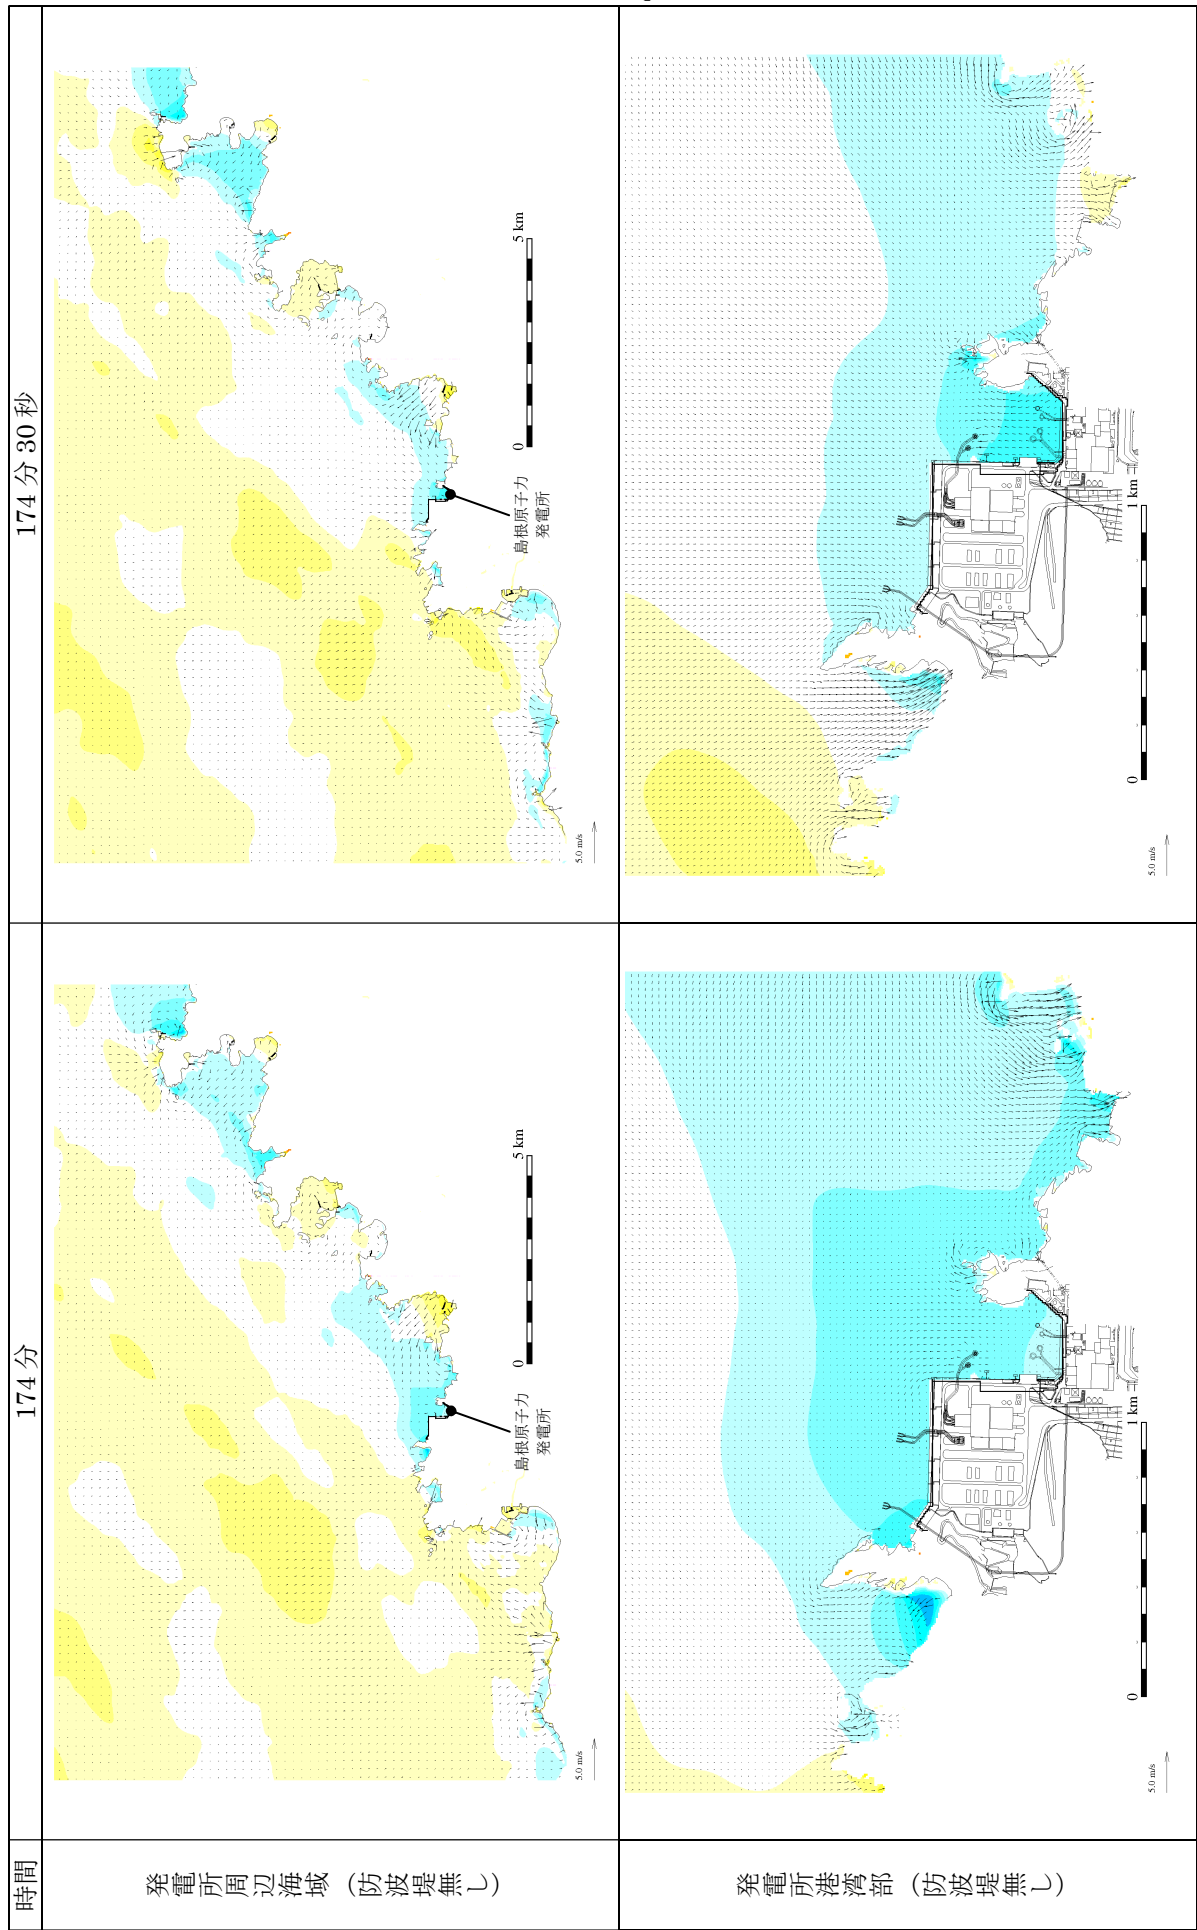 時間
174分
174分30秒
発電所周辺海域（防波堤無し）
5.0 m/s
島根原子力
発電所
0
5 km
5.0 m/s
島根原子力
発電所
0
5 km
発電所港湾部（防波堤無し）
5.0 m/s
0
1 km
5.0 m/s
0
1 km